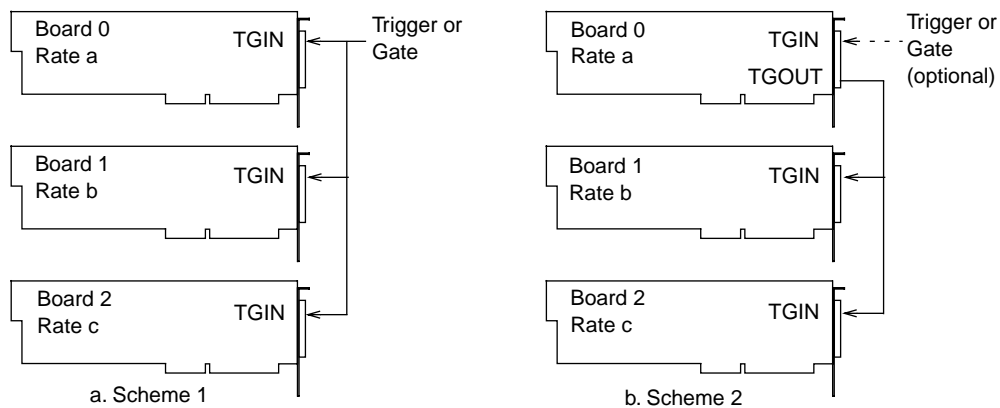 Board 0
Rate a
TGIN
Trigger or
Gate
Board 1
Rate b
TGIN
Board 2
Rate c
TGIN
a. Scheme 1
Board 0
Rate a
TGIN
TGOUT
Trigger or
Gate
(optional)
Board 1
Rate b
TGIN
Board 2
Rate c
TGIN
b. Scheme 2